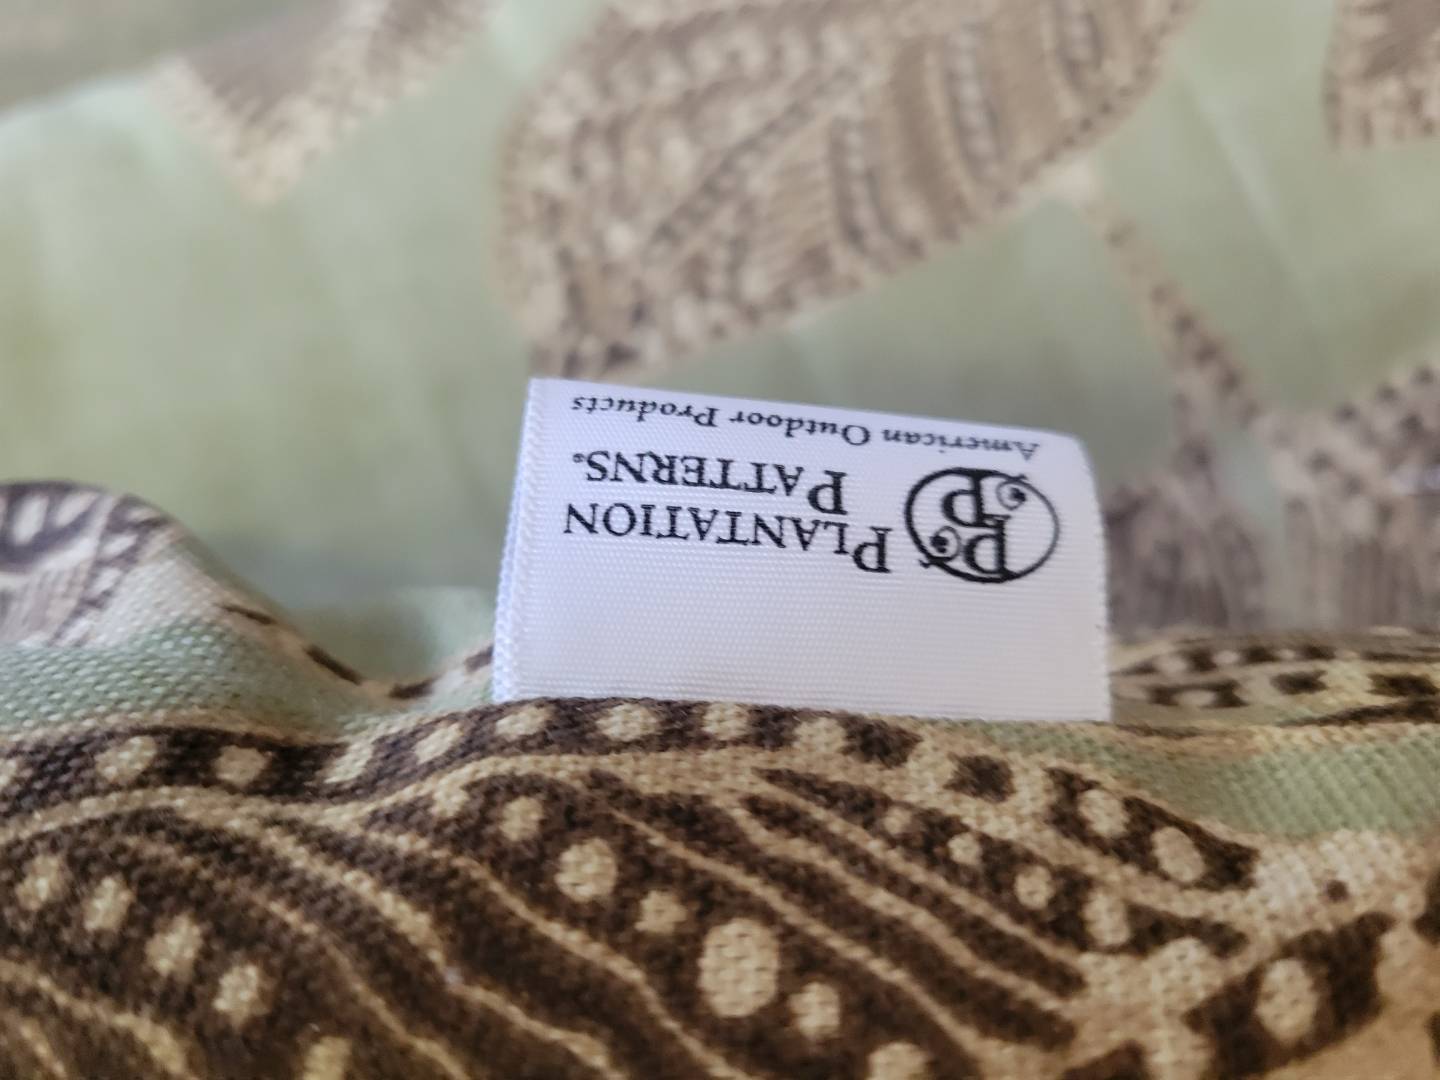 PP
PLANTATION
PATTERNS®
American Outdoor Products